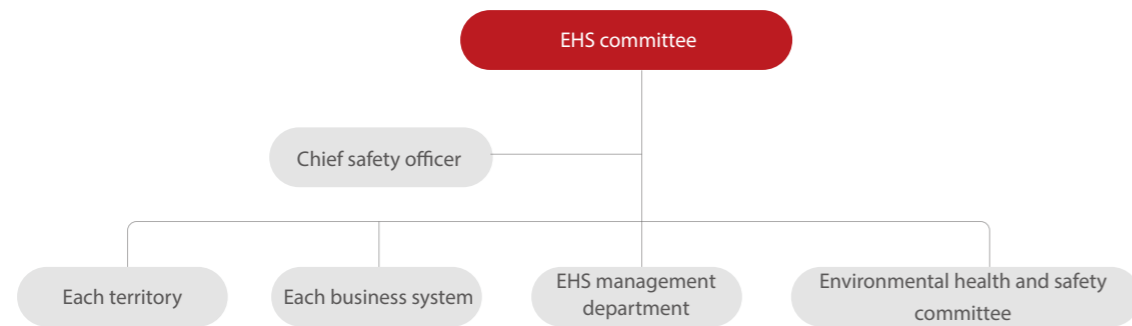 EHS committee
Chief safety officer
Each territory
Each business system
EHS management
department
Environmental health and safety
committee